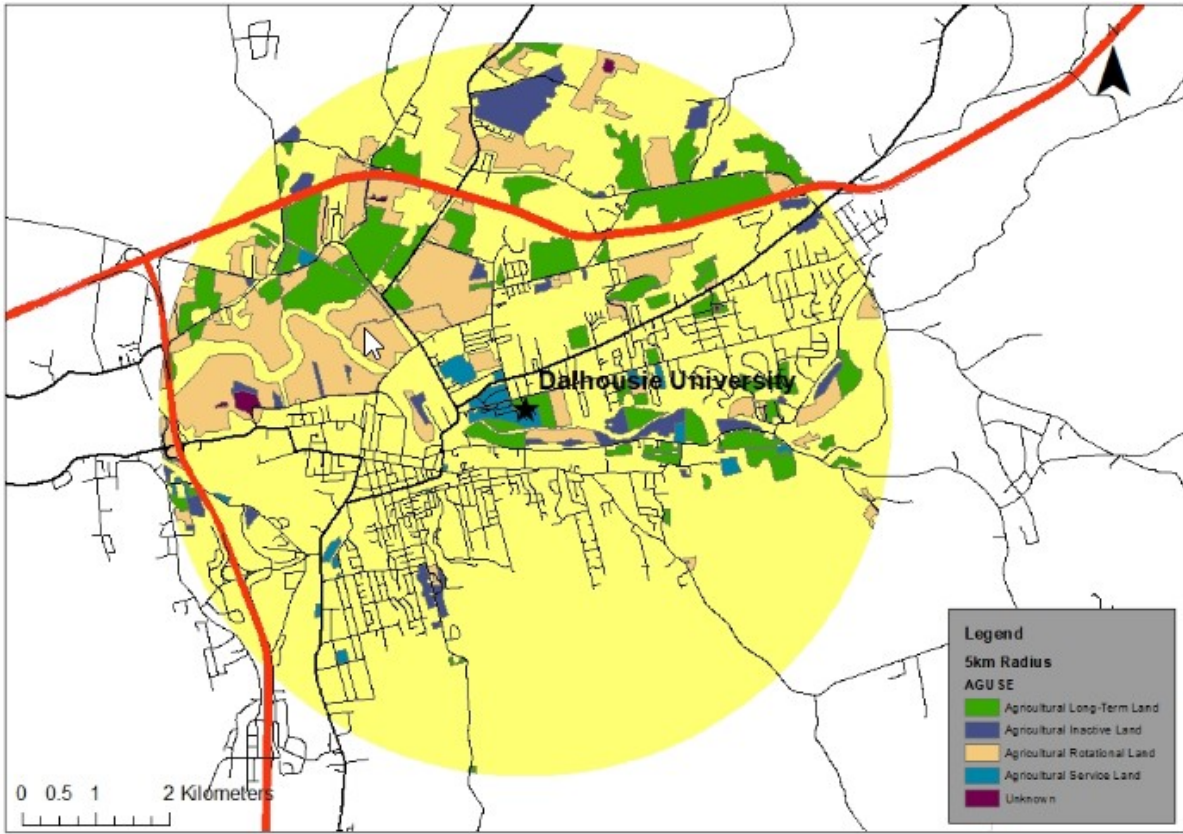 N
Dalhousie University
Legend
5km Radius
AGUSE
Agricultural Long-Term Land
Agricultural Inactive Land
Agricultural Rotational Land
Agricultural Service Land
Unknown
0 0.5 1 2 Kilometers